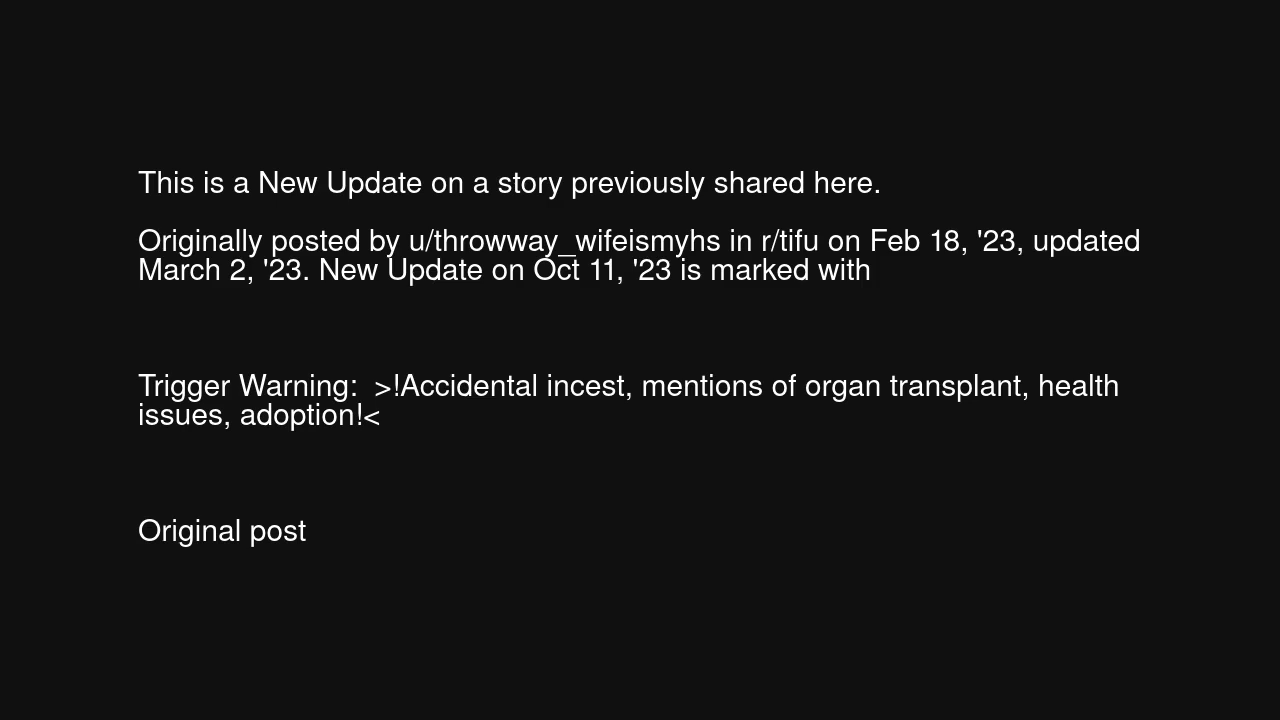 This is a New Update on a story previously shared here.
Originally posted by u/throwway_wifeismyhs in r/tifu on Feb 18, '23, updated
March 2, '23. New Update on Oct 11, '23 is marked with
Trigger Warning:  >!Accidental incest, mentions of organ transplant, health
issues, adoption!<
Original post